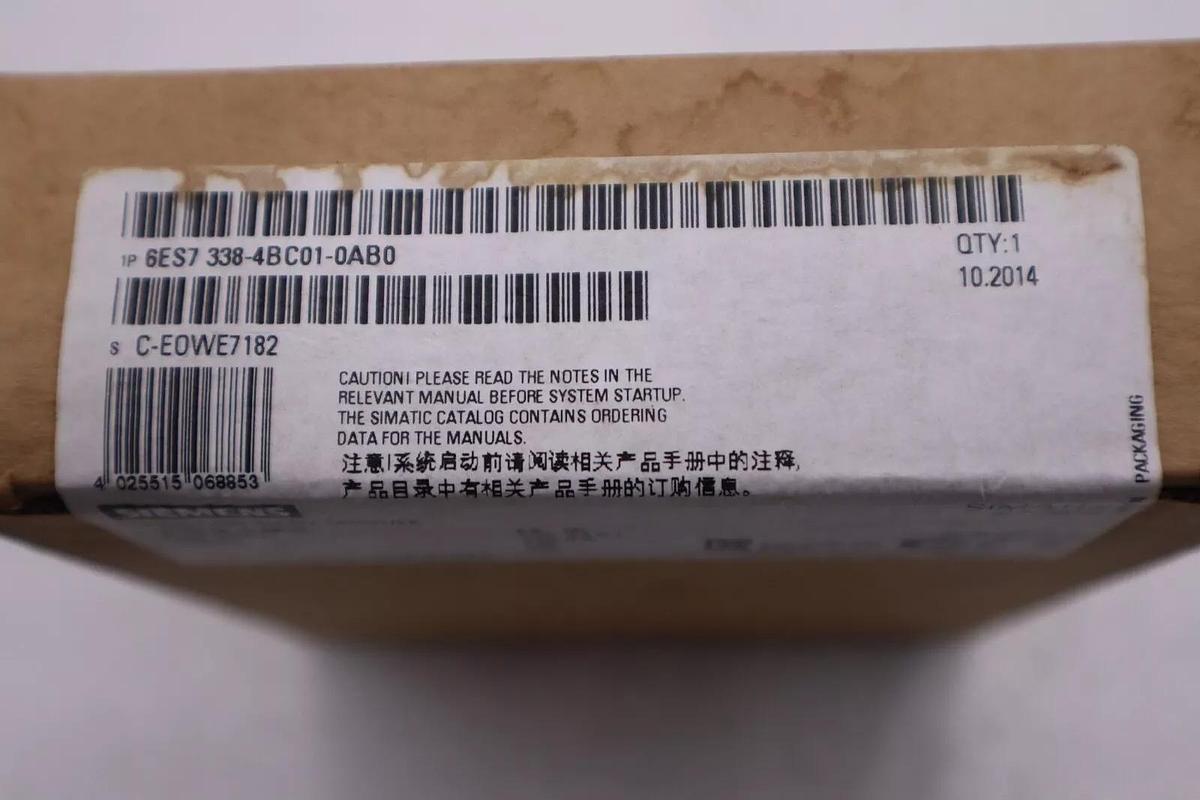 1P 6ES7 338-4BC01-0AB0
QTY:1
10.2014
S C-E0WE7182
CAUTION! PLEASE READ THE NOTES IN THE
RELEVANT MANUAL BEFORE SYSTEM STARTUP.
THE SIMATIC CATALOG CONTAINS ORDERING
DATA FOR THE MANUALS.
注意!系统启动前请阅读相关产品手册中的注释,
产品目录中有相关产品手册的订购信息。
4 025515 068853
PACKAGING
SIEMENS